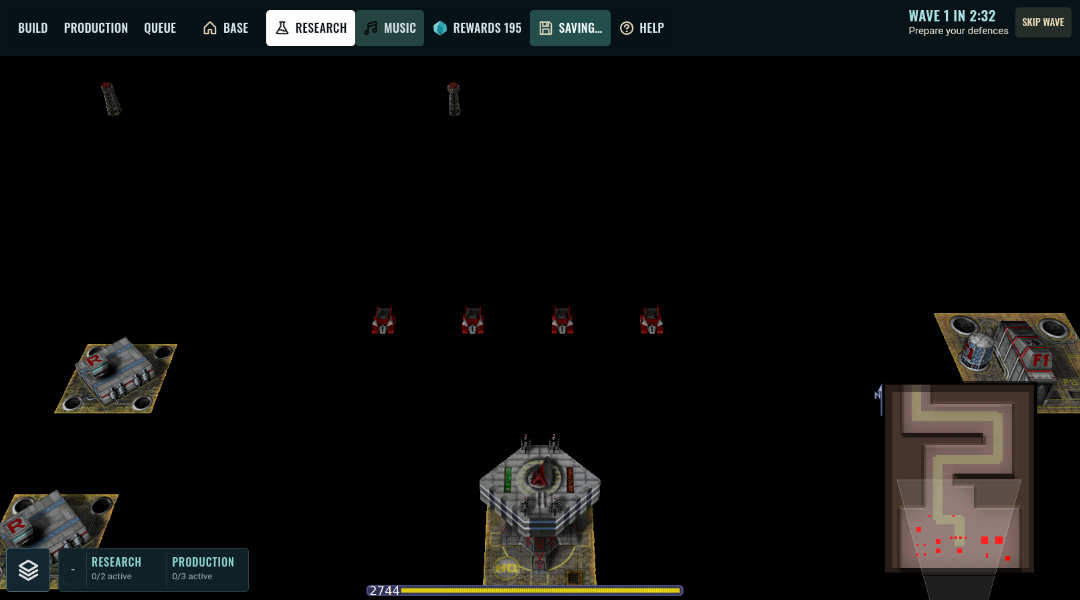 BUILD PRODUCTION QUEUE BASE RESEARCH MUSIC REWARDS 195 SAVING... HELP
WAVE 1 IN 2:32
Prepare your defences
SKIP WAVE
R
F1
R
HQ
N
-
RESEARCH
0/2 active
PRODUCTION
0/3 active
2744